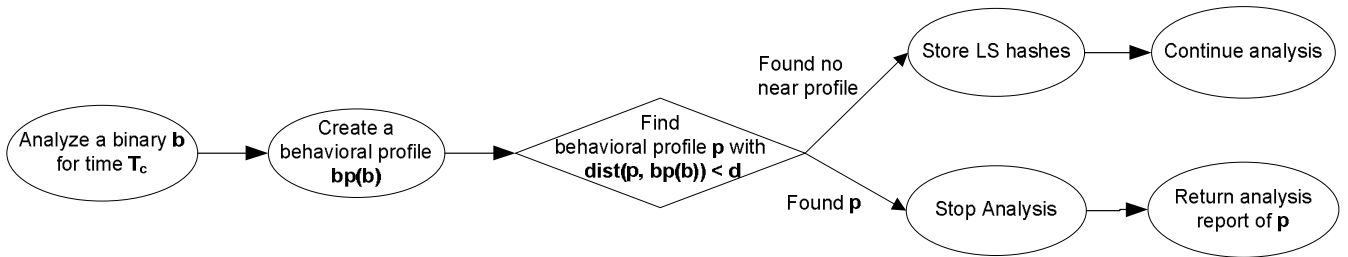 Analyze a binary b
for time Tc
Create a
behavioral profile
bp(b)
Find
behavioral profile p with
dist(p, bp(b)) < d
Found no
near profile
Store LS hashes
Continue analysis
Found p
Stop Analysis
Return analysis
report of p